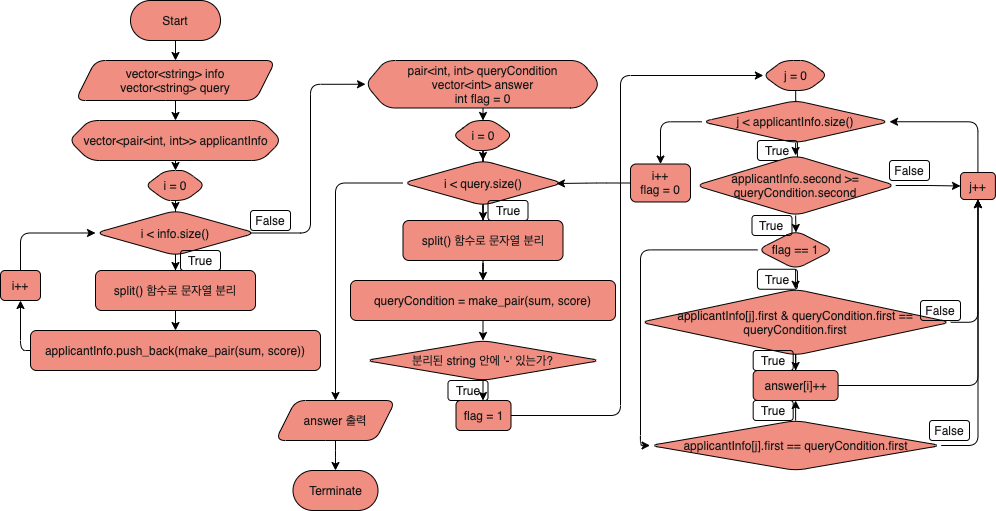 Start
vector<string> info
vector<string> query
vector<pair<int, int>> applicantInfo
i = 0
i < info.size()
False
True
i++
split() 함수로 문자열 분리
applicantInfo.push_back(make_pair(sum, score))
pair<int, int> queryCondition
vector<int> answer
int flag = 0
i = 0
i < query.size()
True
split() 함수로 문자열 분리
queryCondition = make_pair(sum, score)
분리된 string 안에 '-' 있는가?
True
flag = 1
answer 출력
Terminate
j = 0
j < applicantInfo.size()
i++
flag = 0
True
applicantInfo.second >=
queryCondition.second
False
j++
True
flag == 1
True
applicantInfo[j].first & queryCondition.first ==
queryCondition.first
False
True
answer[i]++
True
applicantInfo[j].first == queryCondition.first
False